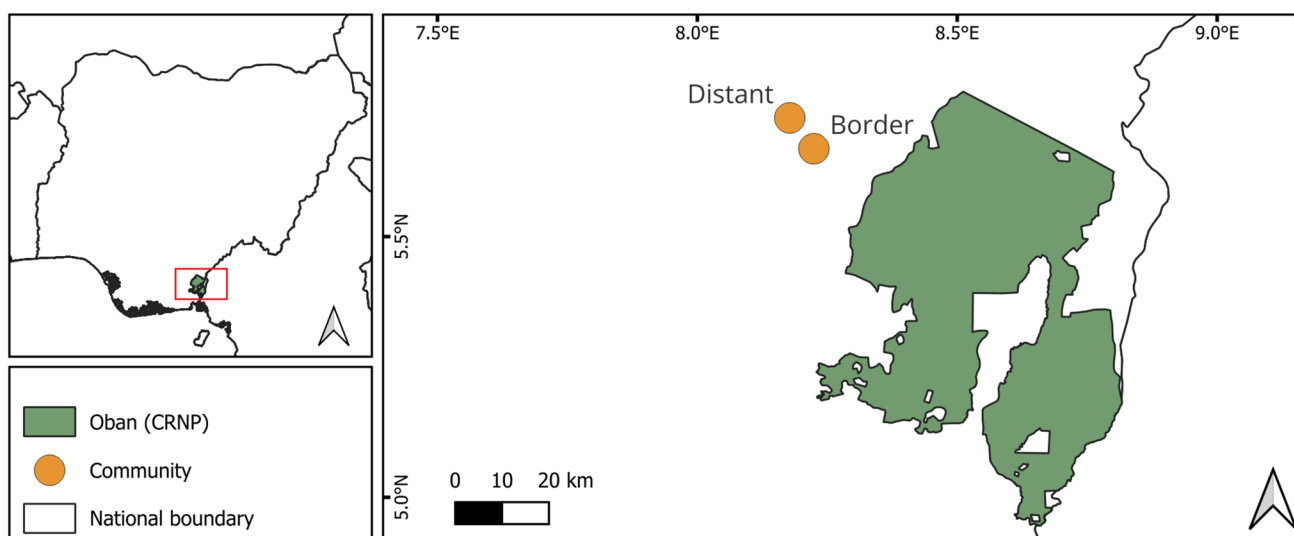 7.5°E 8.0°E 8.5°E 9.0°E
Distant
Border
5.5°N
5.0°N
0 10 20 km
Oban (CRNP)
Community
National boundary